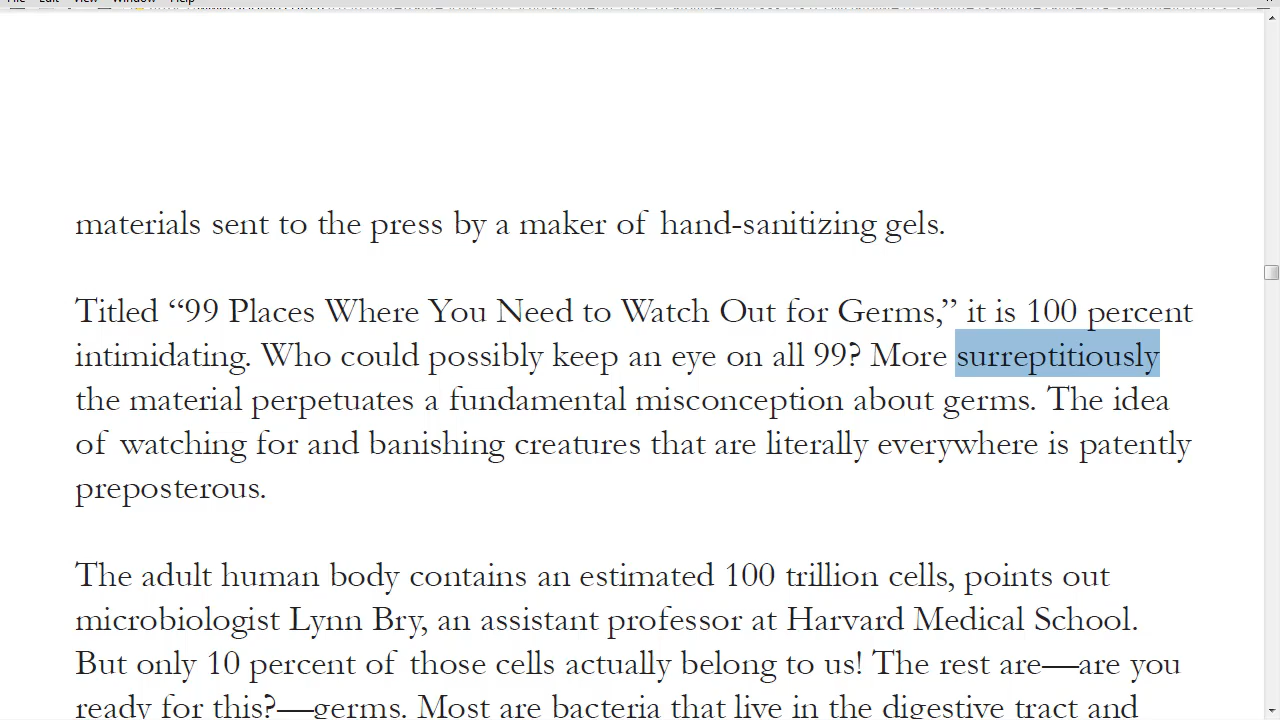 File Edit View Window Help
materials sent to the press by a maker of hand-sanitizing gels.
Titled “99 Places Where You Need to Watch Out for Germs,” it is 100 percent
intimidating. Who could possibly keep an eye on all 99? More surreptitiously
the material perpetuates a fundamental misconception about germs. The idea
of watching for and banishing creatures that are literally everywhere is patently
preposterous.
The adult human body contains an estimated 100 trillion cells, points out
microbiologist Lynn Bry, an assistant professor at Harvard Medical School.
But only 10 percent of those cells actually belong to us! The rest are—are you
ready for this?—germs. Most are bacteria that live in the digestive tract and